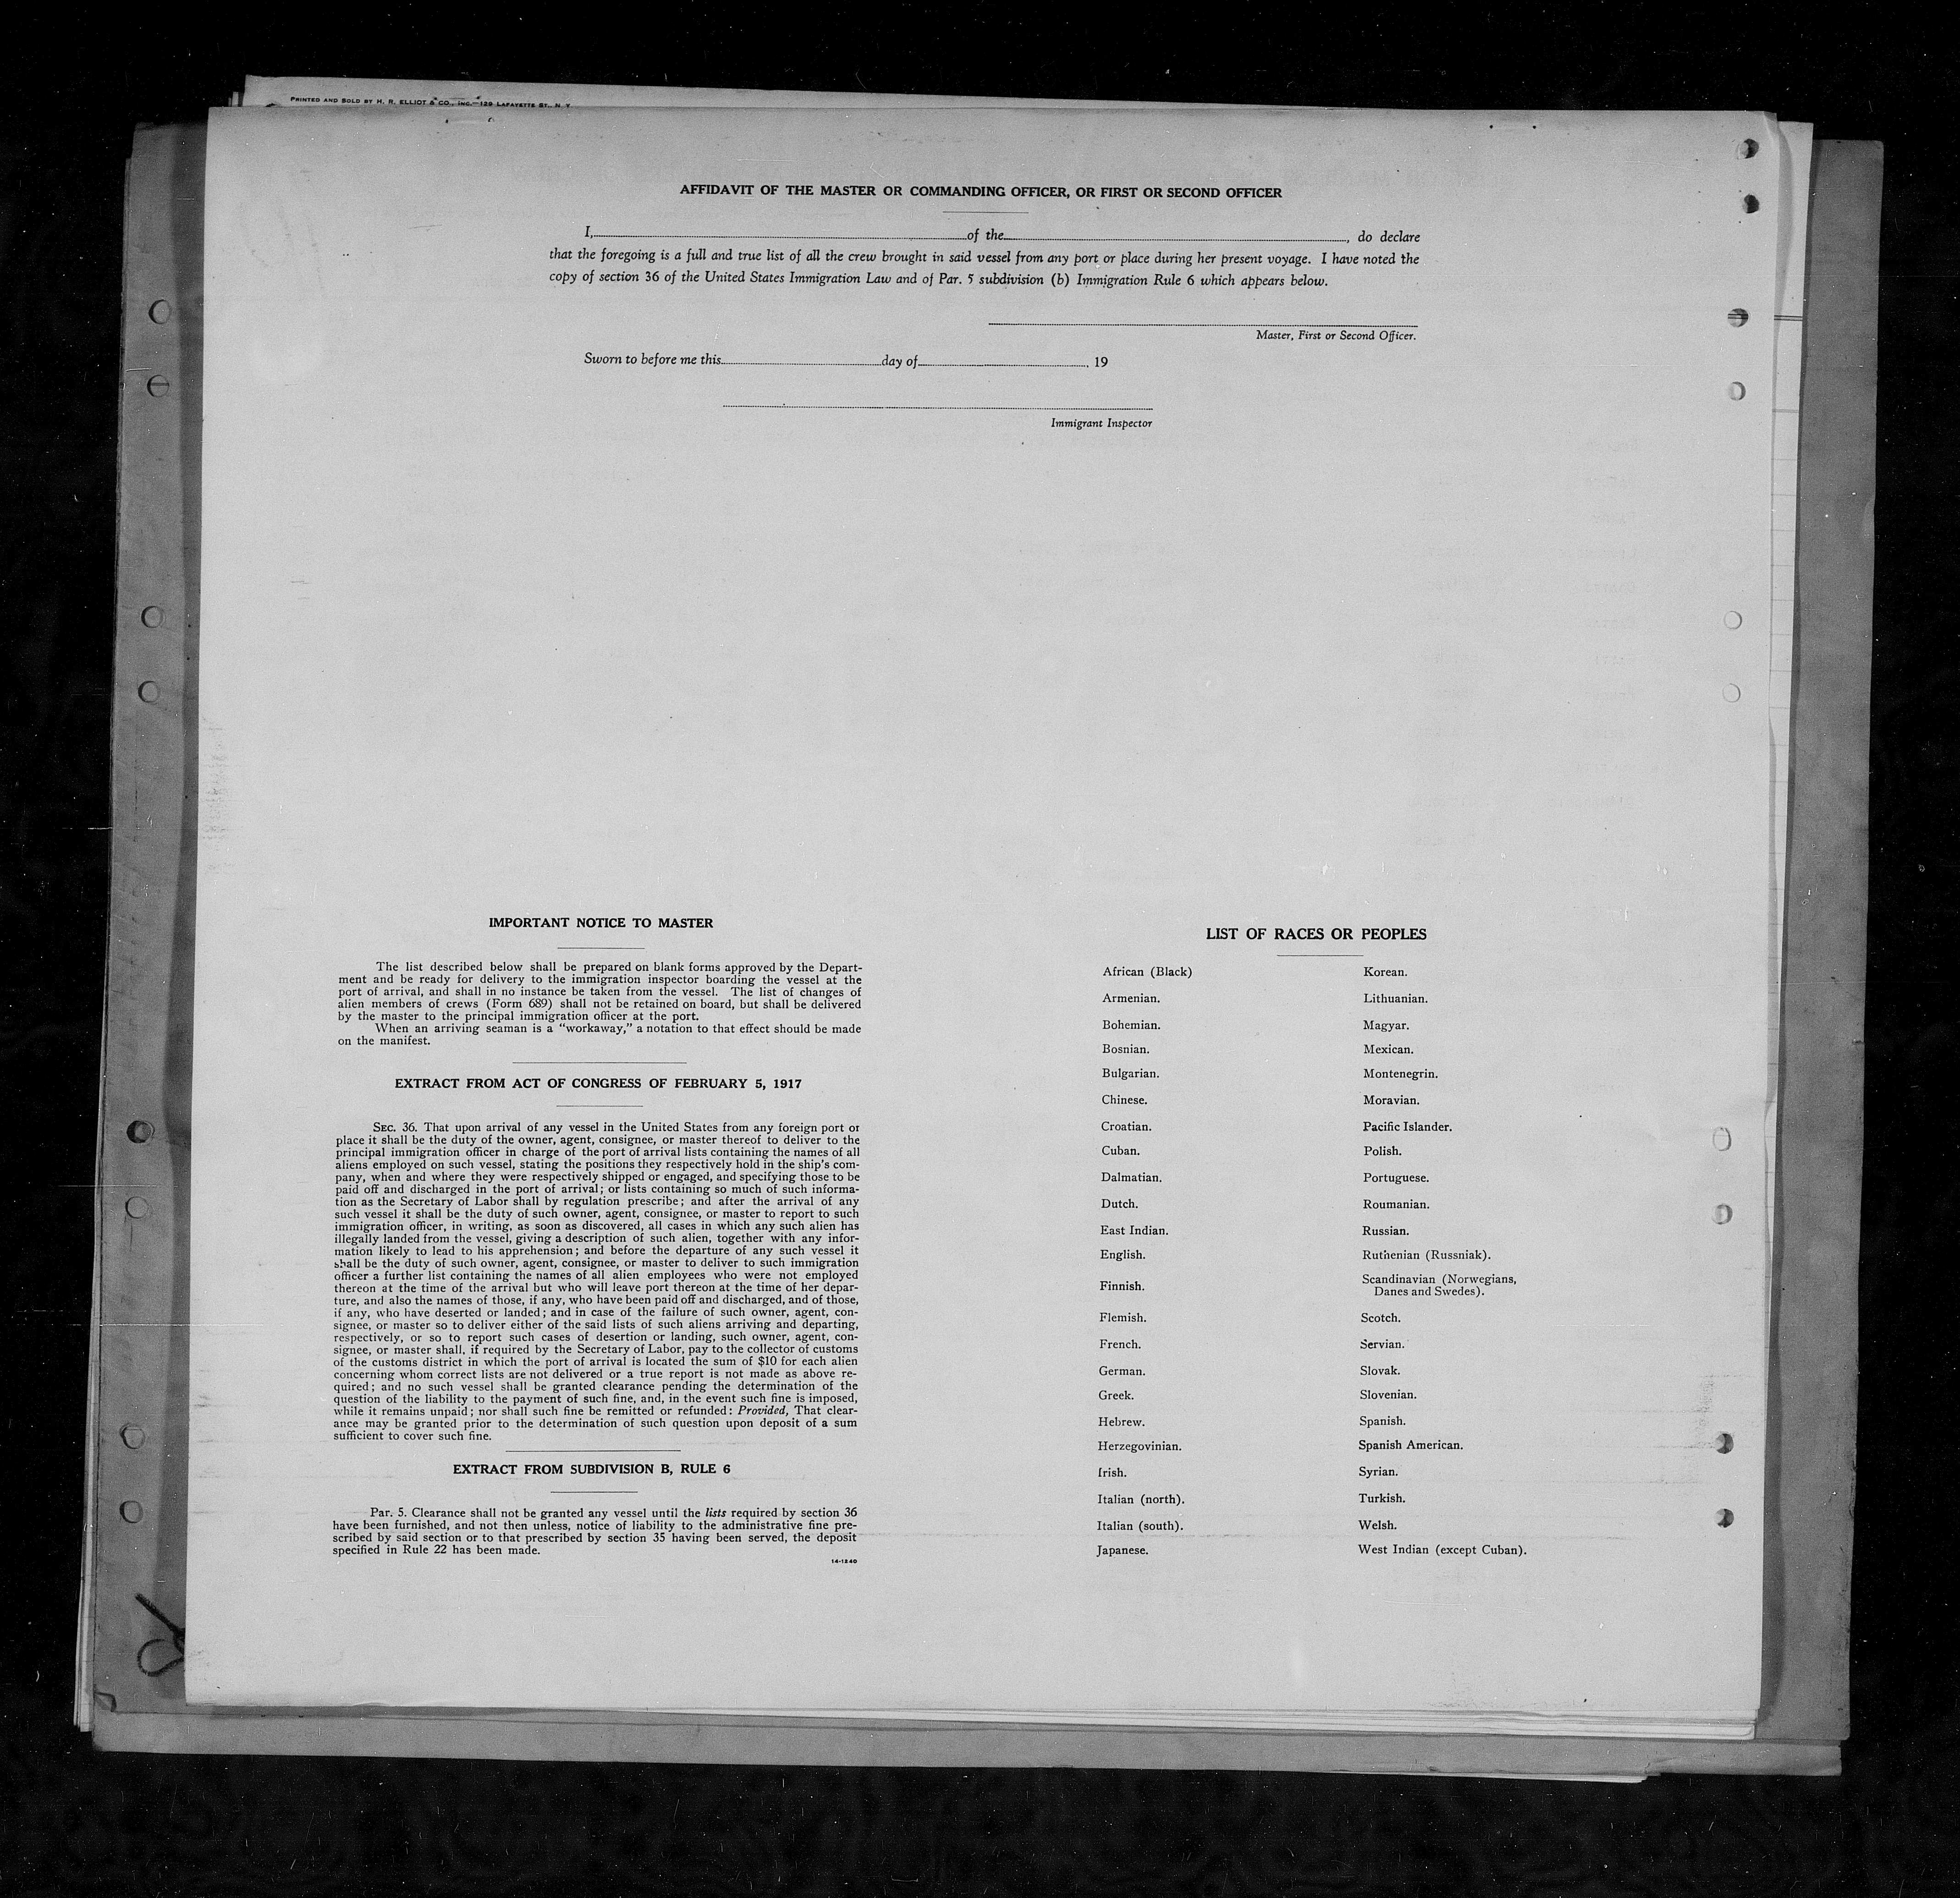 PRINTED AND SOLD BY H. R. ELLIOT & CO., INC.—129 LAFAYETTE ST., N. Y.
AFFIDAVIT OF THE MASTER OR COMMANDING OFFICER, OR FIRST OR SECOND OFFICER
I, of the , do declare
that the foregoing is a full and true list of all the crew brought in said vessel from any port or place during her present voyage. I have noted the
copy of section 36 of the United States Immigration Law and of Par. 5 subdivision (b) Immigration Rule 6 which appears below.
Master, First or Second Officer.
Sworn to before me this day of , 19
Immigrant Inspector
IMPORTANT NOTICE TO MASTER
The list described below shall be prepared on blank forms approved by the Depart-
ment and be ready for delivery to the immigration inspector boarding the vessel at the
port of arrival, and shall in no instance be taken from the vessel. The list of changes of
alien members of crews (Form 689) shall not be retained on board, but shall be delivered
by the master to the principal immigration officer at the port.
When an arriving seaman is a “workaway,” a notation to that effect should be made
on the manifest.
EXTRACT FROM ACT OF CONGRESS OF FEBRUARY 5, 1917
SEC. 36. That upon arrival of any vessel in the United States from any foreign port or
place it shall be the duty of the owner, agent, consignee, or master thereof to deliver to the
principal immigration officer in charge of the port of arrival lists containing the names of all
aliens employed on such vessel, stating the positions they respectively hold in the ship's com-
pany, when and where they were respectively shipped or engaged, and specifying those to be
paid off and discharged in the port of arrival; or lists containing so much of such informa-
tion as the Secretary of Labor shall by regulation prescribe; and after the arrival of any
such vessel it shall be the duty of such owner, agent, consignee, or master to report to such
immigration officer, in writing, as soon as discovered, all cases in which any such alien has
illegally landed from the vessel, giving a description of such alien, together with any infor-
mation likely to lead to his apprehension; and before the departure of any such vessel it
shall be the duty of such owner, agent, consignee, or master to deliver to such immigration
officer a further list containing the names of all alien employees who were not employed
thereon at the time of the arrival but who will leave port thereon at the time of her depar-
ture, and also the names of those, if any, who have been paid off and discharged, and of those,
if any, who have deserted or landed; and in case of the failure of such owner, agent, con-
signee, or master so to deliver either of the said lists of such aliens arriving and departing,
respectively, or so to report such cases of desertion or landing, such owner, agent, con-
signee, or master shall, if required by the Secretary of Labor, pay to the collector of customs
of the customs district in which the port of arrival is located the sum of $10 for each alien
concerning whom correct lists are not delivered or a true report is not made as above re-
quired; and no such vessel shall be granted clearance pending the determination of the
question of the liability to the payment of such fine, and, in the event such fine is imposed,
while it remains unpaid; nor shall such fine be remitted or refunded: Provided, That clear-
ance may be granted prior to the determination of such question upon deposit of a sum
sufficient to cover such fine.
EXTRACT FROM SUBDIVISION B, RULE 6
Par. 5. Clearance shall not be granted any vessel until the lists required by section 36
have been furnished, and not then unless, notice of liability to the administrative fine pre-
scribed by said section or to that prescribed by section 35 having been served, the deposit
specified in Rule 22 has been made.
14-1240
LIST OF RACES OR PEOPLES
African (Black)
Armenian.
Bohemian.
Bosnian.
Bulgarian.
Chinese.
Croatian.
Cuban.
Dalmatian.
Dutch.
East Indian.
English.
Finnish.
Flemish.
French.
German.
Greek.
Hebrew.
Herzegovinian.
Irish.
Italian (north).
Italian (south).
Japanese.
Korean.
Lithuanian.
Magyar.
Mexican.
Montenegrin.
Moravian.
Pacific Islander.
Polish.
Portuguese.
Roumanian.
Russian.
Ruthenian (Russniak).
Scandinavian (Norwegians,
Danes and Swedes).
Scotch.
Servian.
Slovak.
Slovenian.
Spanish.
Spanish American.
Syrian.
Turkish.
Welsh.
West Indian (except Cuban).